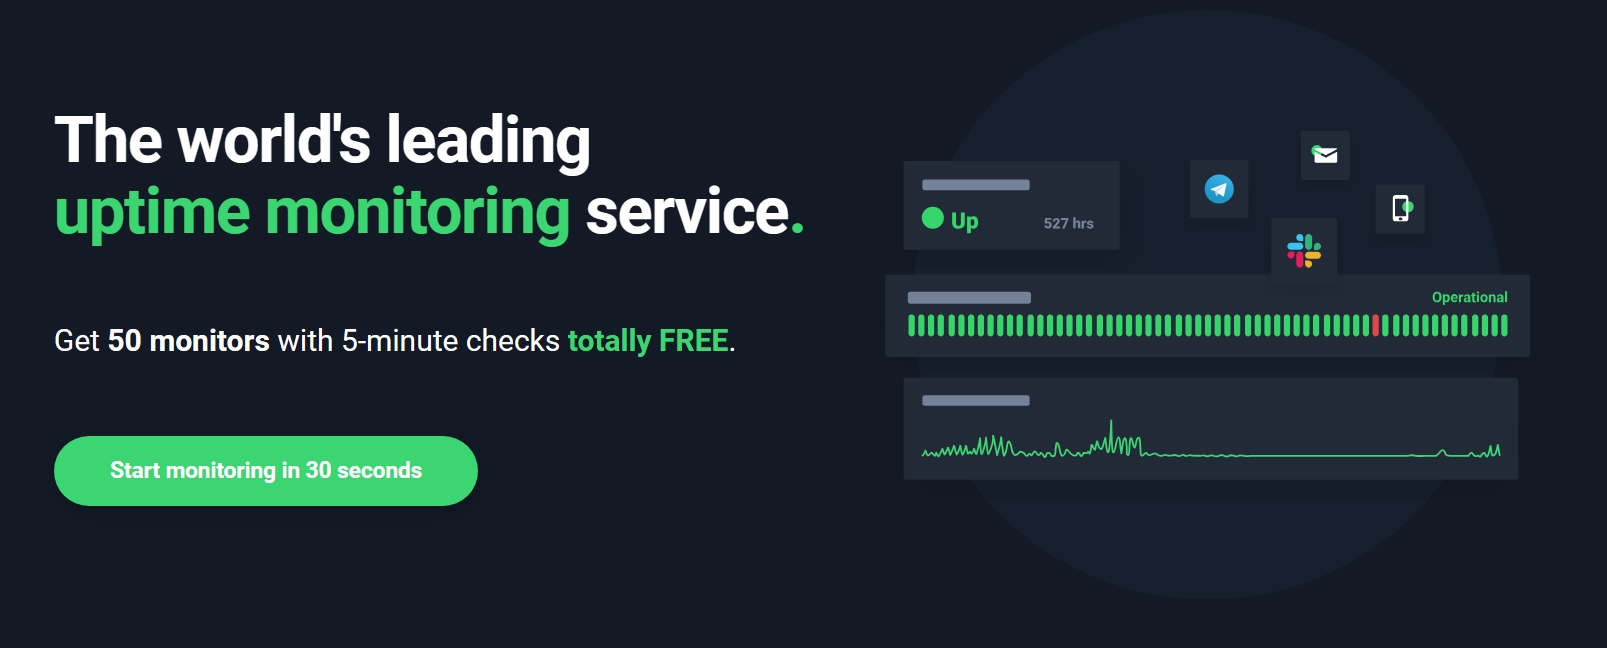 The world's leading
uptime monitoring service.
Get 50 monitors with 5-minute checks totally FREE.
Start monitoring in 30 seconds
Up
527 hrs
Operational